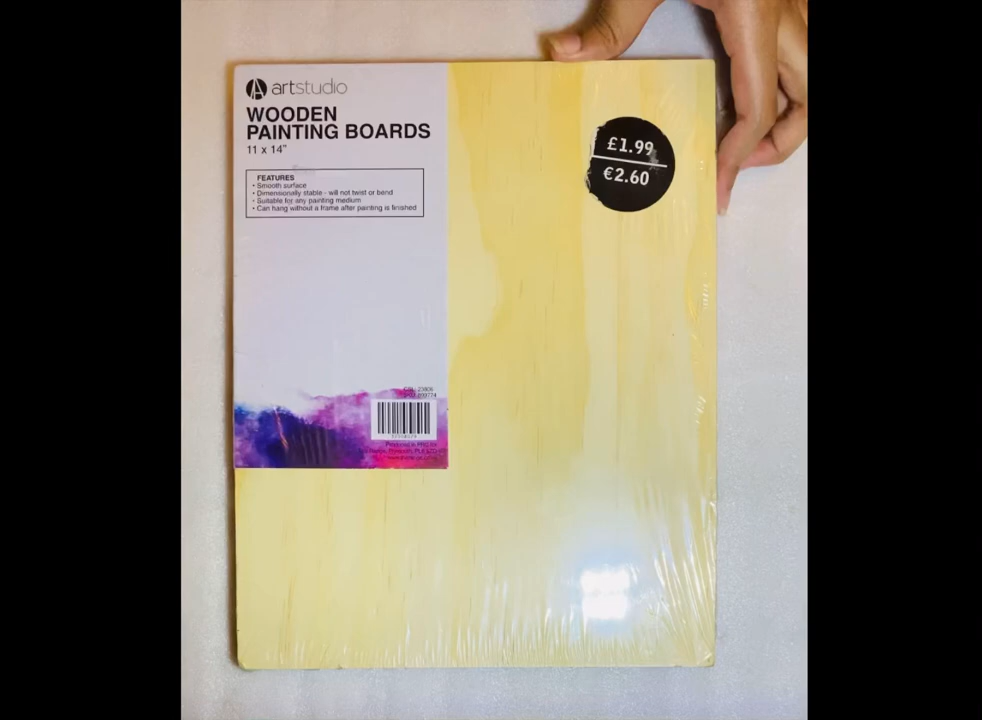 artstudio
WOODEN
PAINTING BOARDS
11 x 14"
FEATURES
• Smooth surface
• Dimensionally stable - will not twist or bend
• Suitable for any painting medium
• Can hang without a frame after painting is finished
£1.99
€2.60